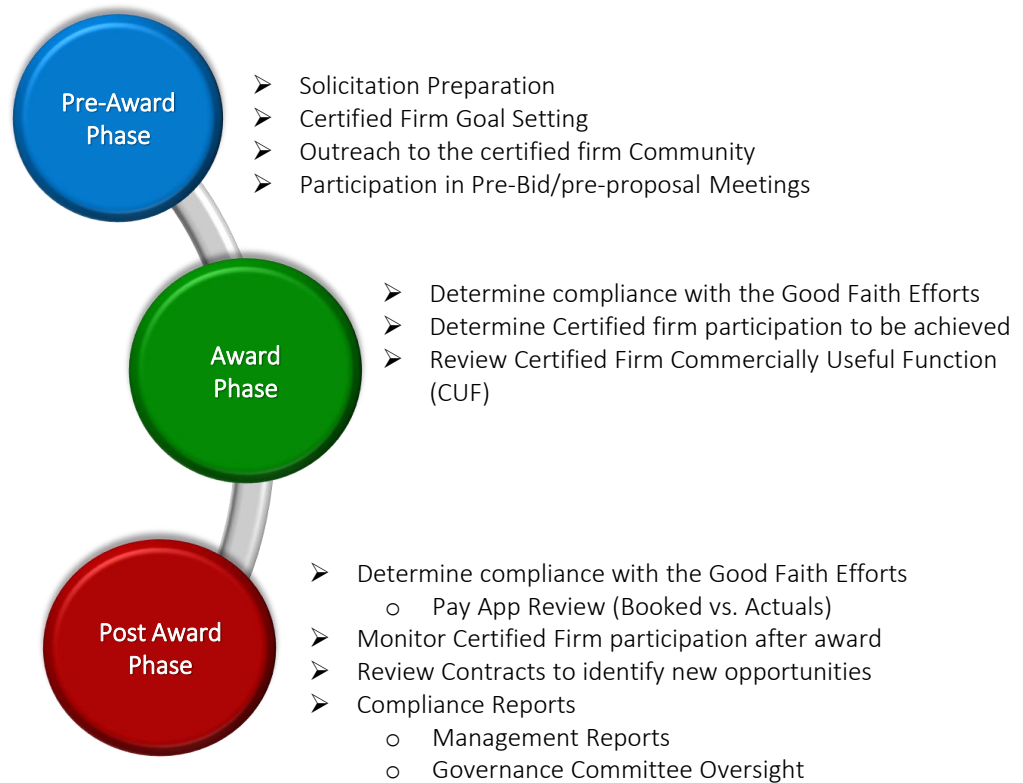 Pre-Award
Phase
➢ Solicitation Preparation
➢ Certified Firm Goal Setting
➢ Outreach to the certified firm Community
➢ Participation in Pre-Bid/pre-proposal Meetings
Award
Phase
➢ Determine compliance with the Good Faith Efforts
➢ Determine Certified firm participation to be achieved
➢ Review Certified Firm Commercially Useful Function
(CUF)
Post Award
Phase
➢ Determine compliance with the Good Faith Efforts
o Pay App Review (Booked vs. Actuals)
➢ Monitor Certified Firm participation after award
➢ Review Contracts to identify new opportunities
➢ Compliance Reports
o Management Reports
o Governance Committee Oversight